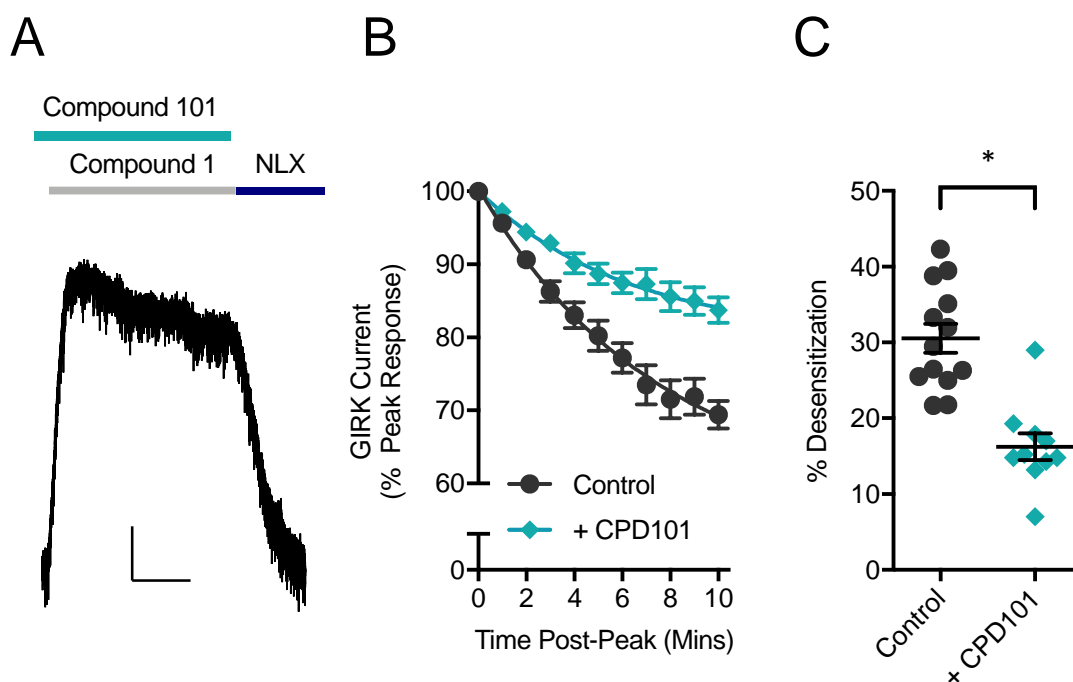 A
Compound 101
Compound 1 NLX
B
GIRK Current
(% Peak Response)
100
90
80
70
60
0
Control
+ CPD101
0 2 4 6 8 10
Time Post-Peak (Mins)
C
*
% Desensitization
50
40
30
20
10
0
Control
+ CPD101